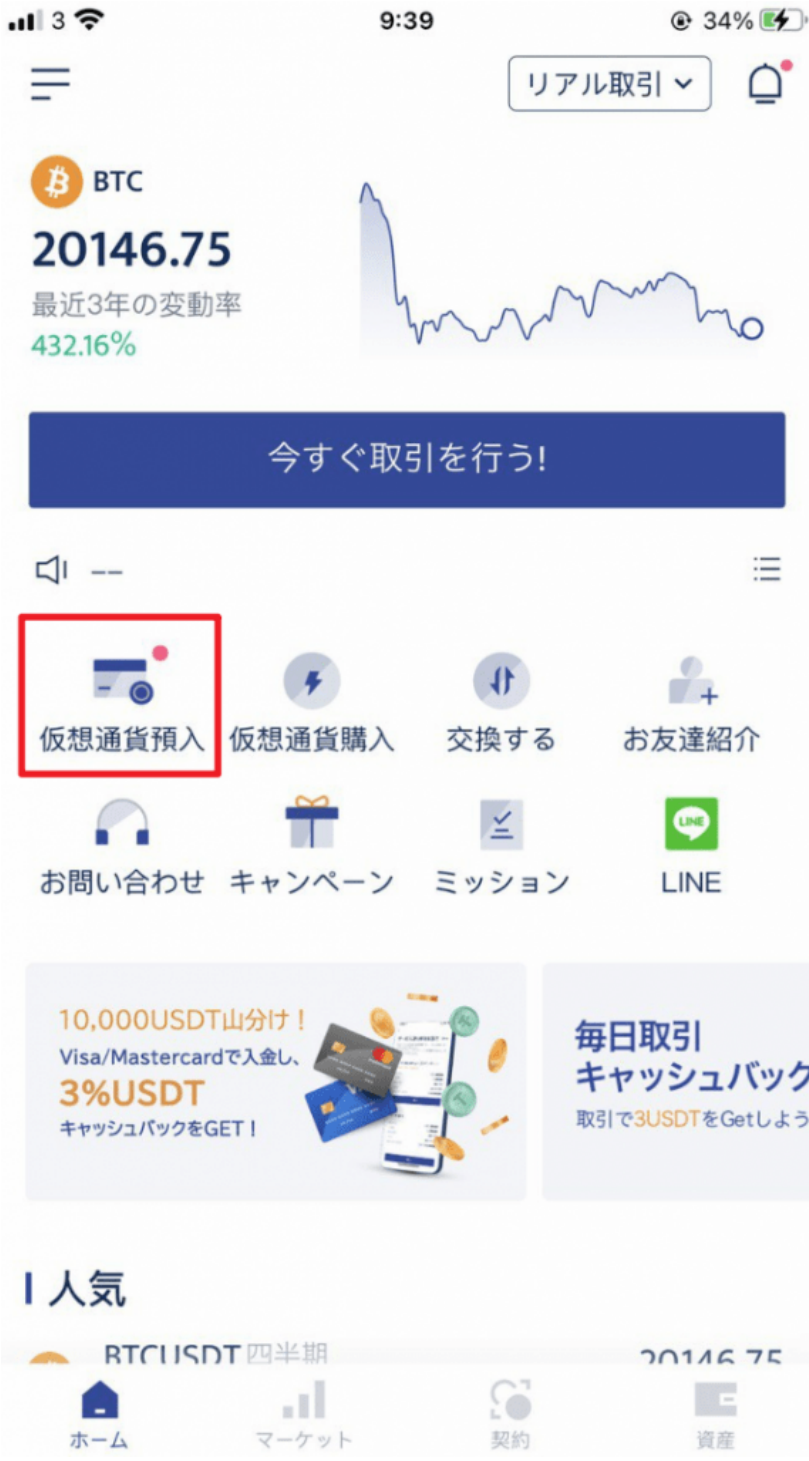 3
9:39
34%
リアル取引
BTC
20146.75
最近3年の変動率
432.16%
今すぐ取引を行う!
--
仮想通貨預入
仮想通貨購入
交換する
お友達紹介
お問い合わせ
キャンペーン
ミッション
LINE
LINE
10,000USDT山分け！
Visa/Mastercardで入金し、
3%USDT
キャッシュバックをGET！
毎日取引
キャッシュバック
取引で3USDTをGetしよう
人気
BTCUSDT 四半期
20146.75
ホーム
マーケット
契約
資産